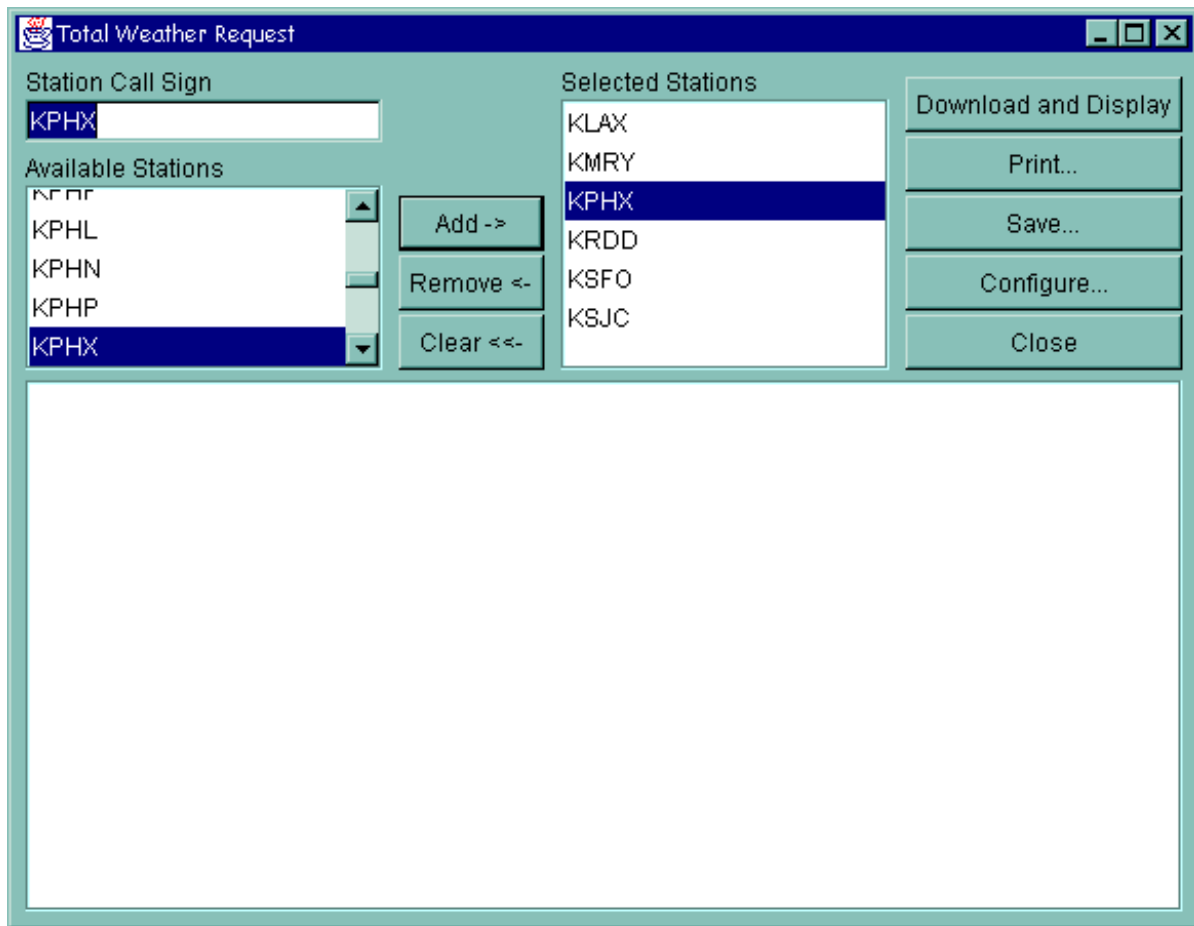 Total Weather Request
Station Call Sign
KPHX
Available Stations
KPHL
KPHN
KPHP
KPHX
Add ->
Remove <-
Clear <<-
Selected Stations
KLAX
KMRY
KPHX
KRDD
KSFO
KSJC
Download and Display
Print...
Save...
Configure...
Close